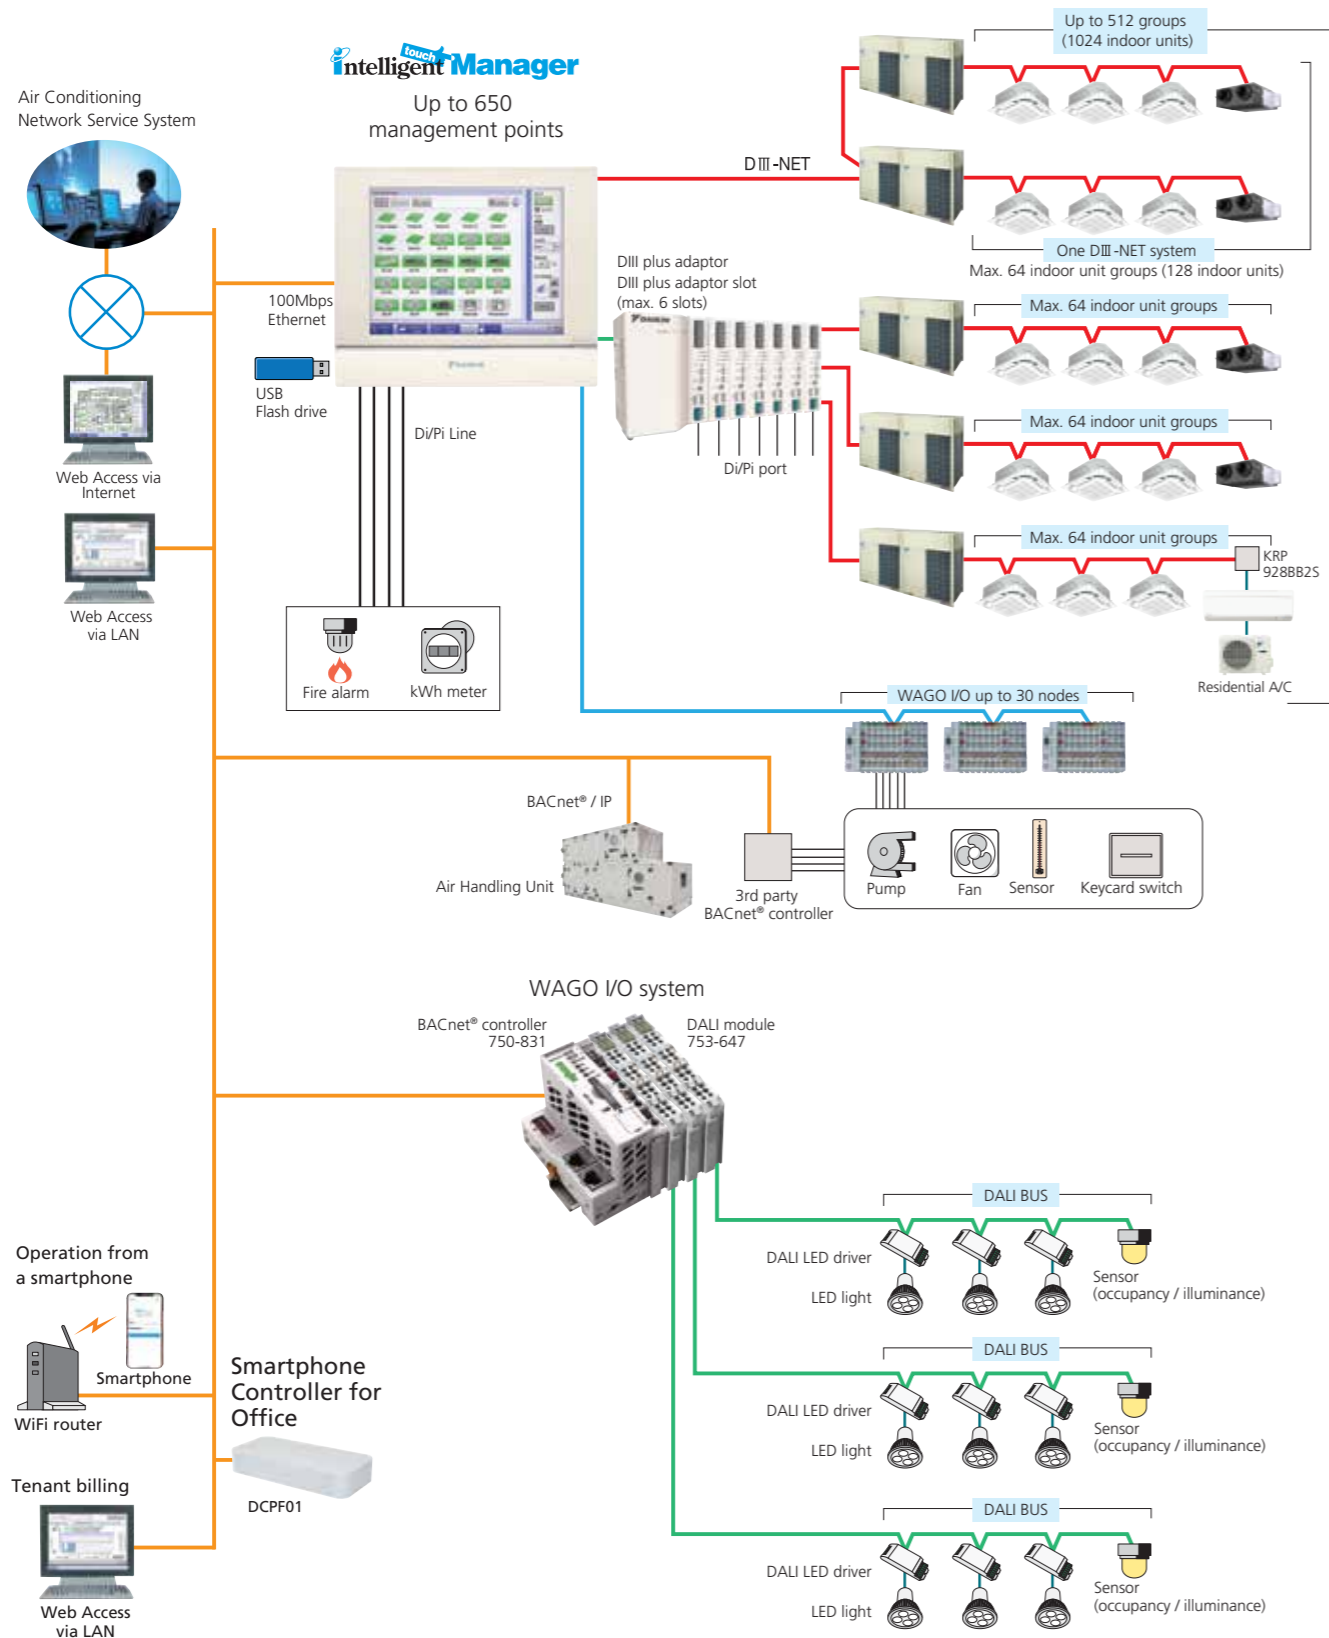 Up to 512 groups
(1024 indoor units)
intelligent touch Manager
Up to 650
management points
Air Conditioning
Network Service System
DⅢ-NET
One DⅢ-NET system
Max. 64 indoor unit groups (128 indoor units)
100Mbps
Ethernet
DIII plus adaptor
DIII plus adaptor slot
(max. 6 slots)
DAIKIN
Max. 64 indoor unit groups
USB
Flash drive
Di/Pi Line
Di/Pi port
Max. 64 indoor unit groups
Web Access via
Internet
Max. 64 indoor unit groups
KRP
928BB2S
Web Access
via LAN
Fire alarm
kWh meter
Residential A/C
WAGO I/O up to 30 nodes
BACnet® / IP
Air Handling Unit
3rd party
BACnet® controller
Pump
Fan
Sensor
Keycard switch
WAGO I/O system
BACnet® controller
750-831
DALI module
753-647
DALI BUS
DALI LED driver
LED light
Sensor
(occupancy / illuminance)
Operation from
a smartphone
Smartphone
WiFi router
Smartphone
Controller for
Office
DCPF01
DALI BUS
DALI LED driver
LED light
Sensor
(occupancy / illuminance)
Tenant billing
Web Access
via LAN
DALI BUS
DALI LED driver
LED light
Sensor
(occupancy / illuminance)